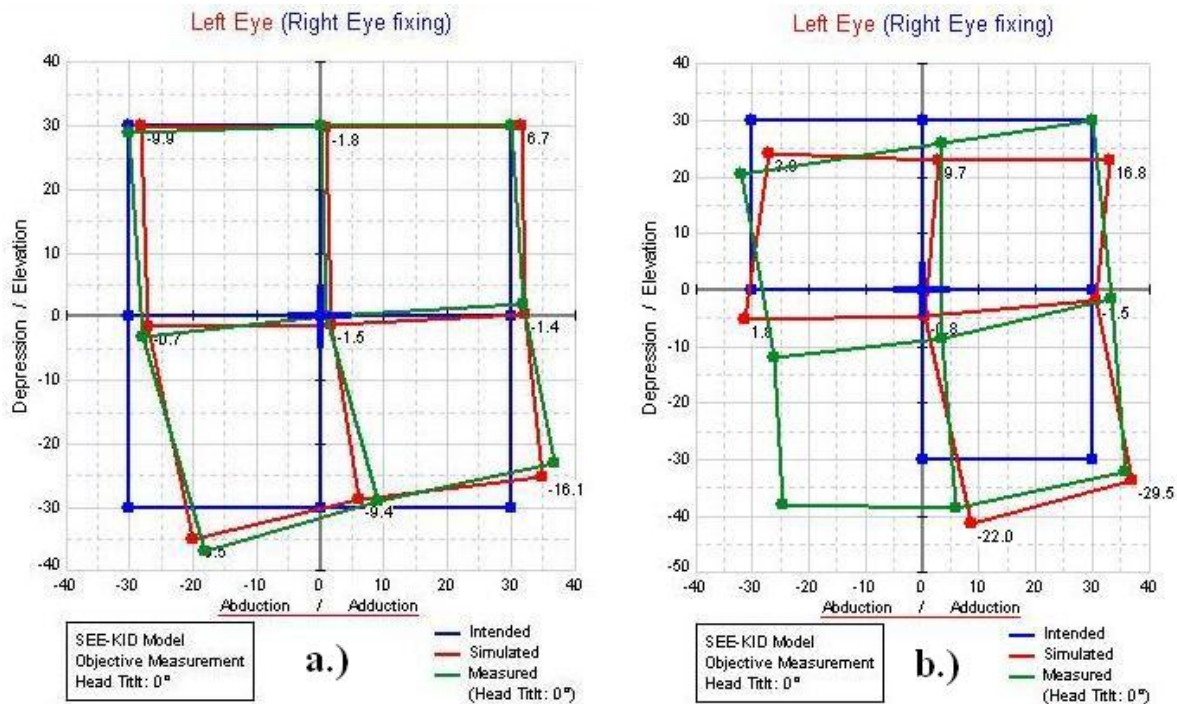 Left Eye (Right Eye fixing)
40
30
20
10
0
-10
-20
-30
-40
Depression / Elevation
-9.9 -1.8 6.7
-0.7 -1.5 -1.4
-9.4 -16.1
-40 -30 -20 -10 0 10 20 30 40
Abduction / Adduction
SEE-KID Model
Objective Measurement
Head Titlt: 0°
a.)
Intended
Simulated
Measured
(Head Titlt: 0°)
Left Eye (Right Eye fixing)
40
30
20
10
0
-10
-20
-30
-40
-50
Depression / Elevation
9.7 16.8
1.8 -1.5
-22.0 -29.5
-40 -30 -20 -10 0 10 20 30 40
Abduction / Adduction
SEE-KID Model
Objective Measurement
Head Titlt: 0°
b.)
Intended
Simulated
Measured
(Head Titlt: 0°)